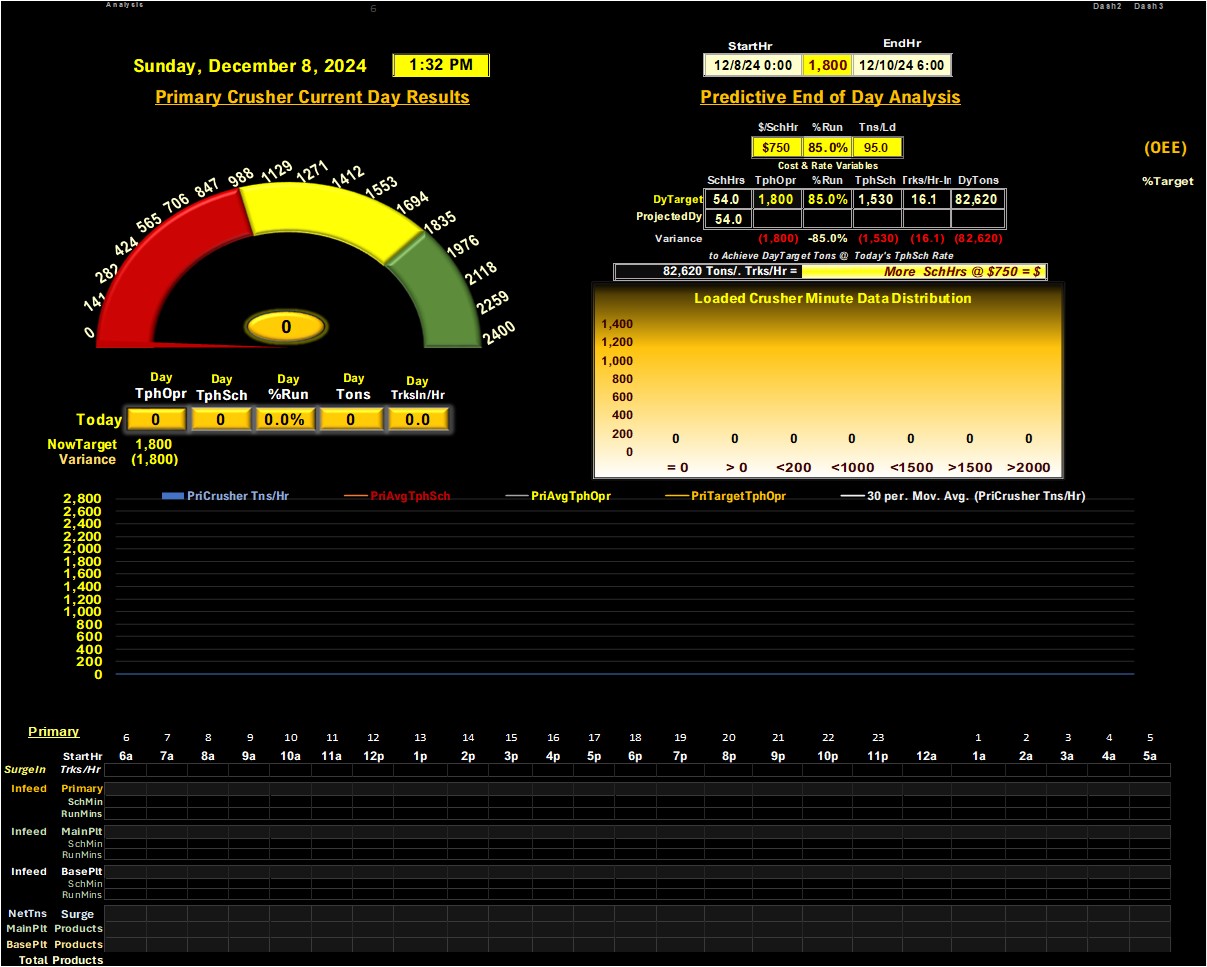 Analysis 6 Dash2 Dash3
StartHr EndHr
Sunday, December 8, 2024 1:32 PM 12/8/24 0:00 1,800 12/10/24 6:00
Primary Crusher Current Day Results Predictive End of Day Analysis
$/SchHr %Run Tns/Ld
$750 85.0% 95.0 (OEE)
Cost & Rate Variables
SchHrs TphOpr %Run TphSch Trks/Hr-In DyTons %Target
DyTarget 54.0 1,800 85.0% 1,530 16.1 82,620
ProjectedDy 54.0
Variance (1,800) -85.0% (1,530) (16.1) (82,620)
to Achieve DayTarget Tons @ Today's TphSch Rate
82,620 Tons/. Trks/Hr = More SchHrs @ $750 = $
0 141 282 424 565 706 847 988 1129 1271 1412 1553 1694 1835 1976 2118 2259 2400
0
Day Day Day Day Day
TphOpr TphSch %Run Tons TrksIn/Hr
Today 0 0 0.0% 0 0.0
NowTarget 1,800
Variance (1,800)
Loaded Crusher Minute Data Distribution
1,400
1,200
1,000
800
600
400
200
0
0 0 0 0 0 0 0
= 0 > 0 <200 <1000 <1500 >1500 >2000
PriCrusher Tns/Hr PriAvgTphSch PriAvgTphOpr PriTargetTphOpr 30 per. Mov. Avg. (PriCrusher Tns/Hr)
2,800
2,600
2,400
2,200
2,000
1,800
1,600
1,400
1,200
1,000
800
600
400
200
0
Primary 6 7 8 9 10 11 12 13 14 15 16 17 18 19 20 21 22 23 1 2 3 4 5
StartHr 6a 7a 8a 9a 10a 11a 12p 1p 2p 3p 4p 5p 6p 7p 8p 9p 10p 11p 12a 1a 2a 3a 4a 5a
SurgeIn Trks/Hr
Infeed Primary
SchMin
RunMins
Infeed MainPlt
SchMin
RunMins
Infeed BasePlt
SchMin
RunMins
NetTns Surge
MainPlt Products
BasePlt Products
Total Products